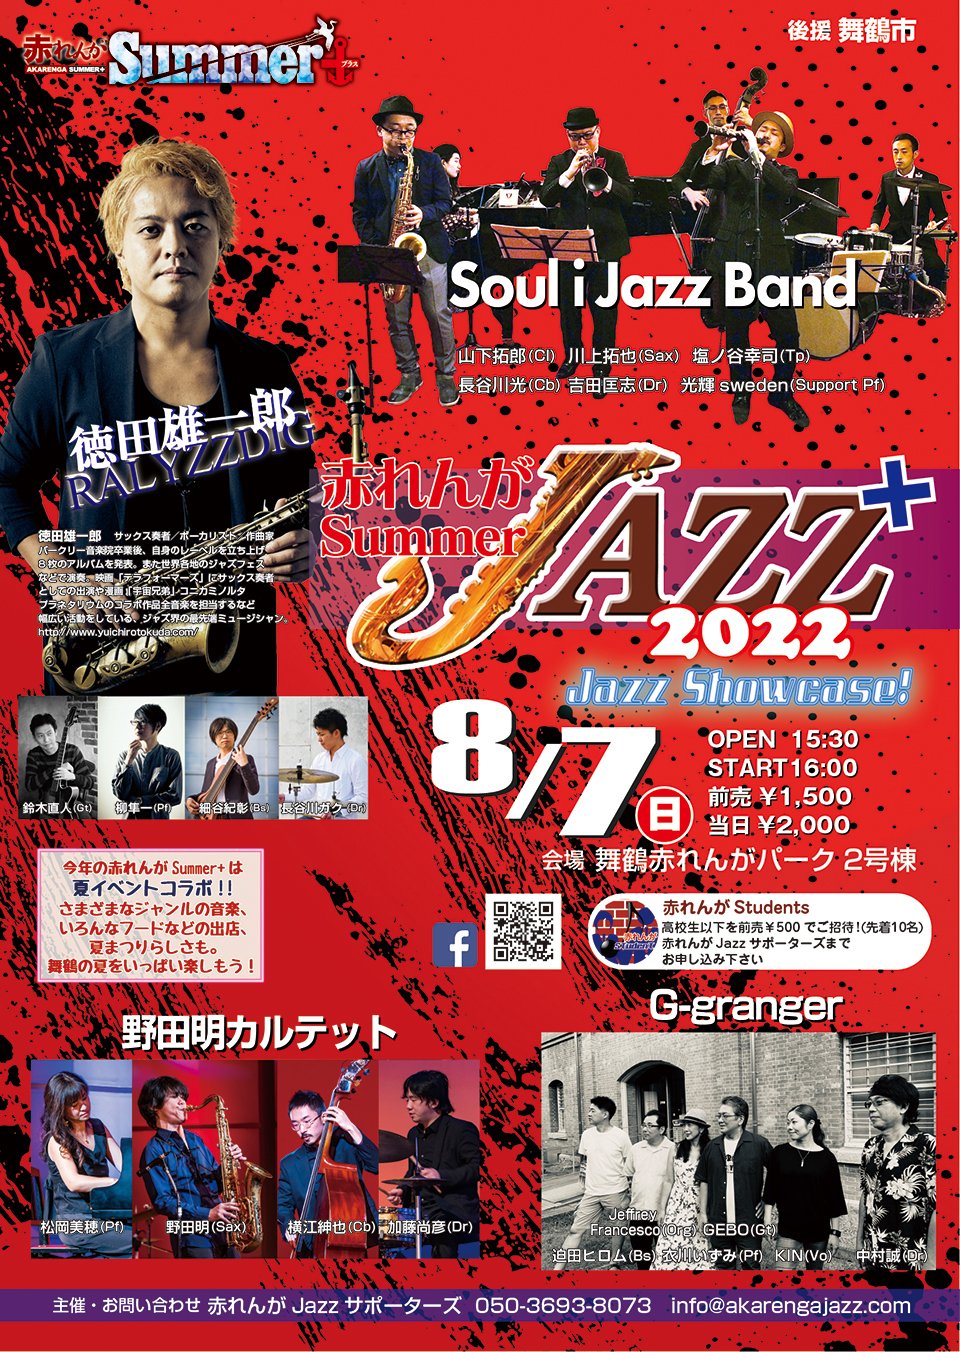 赤れんが Summer プラス
AKARENGA SUMMER+
後援 舞鶴市
Soul i Jazz Band
山下拓郎(Cl) 川上拓也(Sax) 塩ノ谷幸司(Tp)
長谷川光(Cb) 吉田匡志(Dr) 光輝 sweden(Support Pf)
徳田雄一郎
RALYZZDIG
徳田雄一郎 サックス奏者／ボーカリスト／作曲家
バークリー音楽院卒業後、自身のレーベルを立ち上げ
8枚のアルバムを発表。また世界各地のジャズフェス
などで演奏。映画「テラフォーマーズ」にサックス奏者
としての出演や漫画「宇宙兄弟」コニカミノルタ
プラネタリウムのコラボ作品全音楽を担当するなど
幅広い活動をしている、ジャズ界の最先端ミュージシャン。
http://www.yuichirotokuda.com/
赤れんが
Summer
JAZZ+
2022
Jazz Showcase!
鈴木直人(Gt) 柳隼一(Pf) 細谷紀彰(Bs) 長谷川ガク(Dr)
8/7 日
OPEN 15:30
START 16:00
前売 ¥1,500
当日 ¥2,000
会場 舞鶴赤れんがパーク 2号棟
今年の赤れんが Summer+ は
夏イベントコラボ!!
さまざまなジャンルの音楽、
いろんなフードなどの出店、
夏まつりらしさも。
舞鶴の夏をいっぱい楽しもう！
f
赤れんが Students
高校生以下を前売¥500でご招待!(先着10名)
赤れんが Jazz サポーターズまで
お申し込み下さい
野田明カルテット
松岡美穂(Pf) 野田明(Sax) 横江紳也(Cb) 加藤尚彦(Dr)
G-granger
Jeffrey
Francesco(Org) GEBO(Gt)
迫田ヒロム(Bs) 衣川いずみ(Pf) KIN(Vo) 中村誠(Dr)
主催・お問い合わせ 赤れんが Jazz サポーターズ 050-3693-8073 info@akarengajazz.com